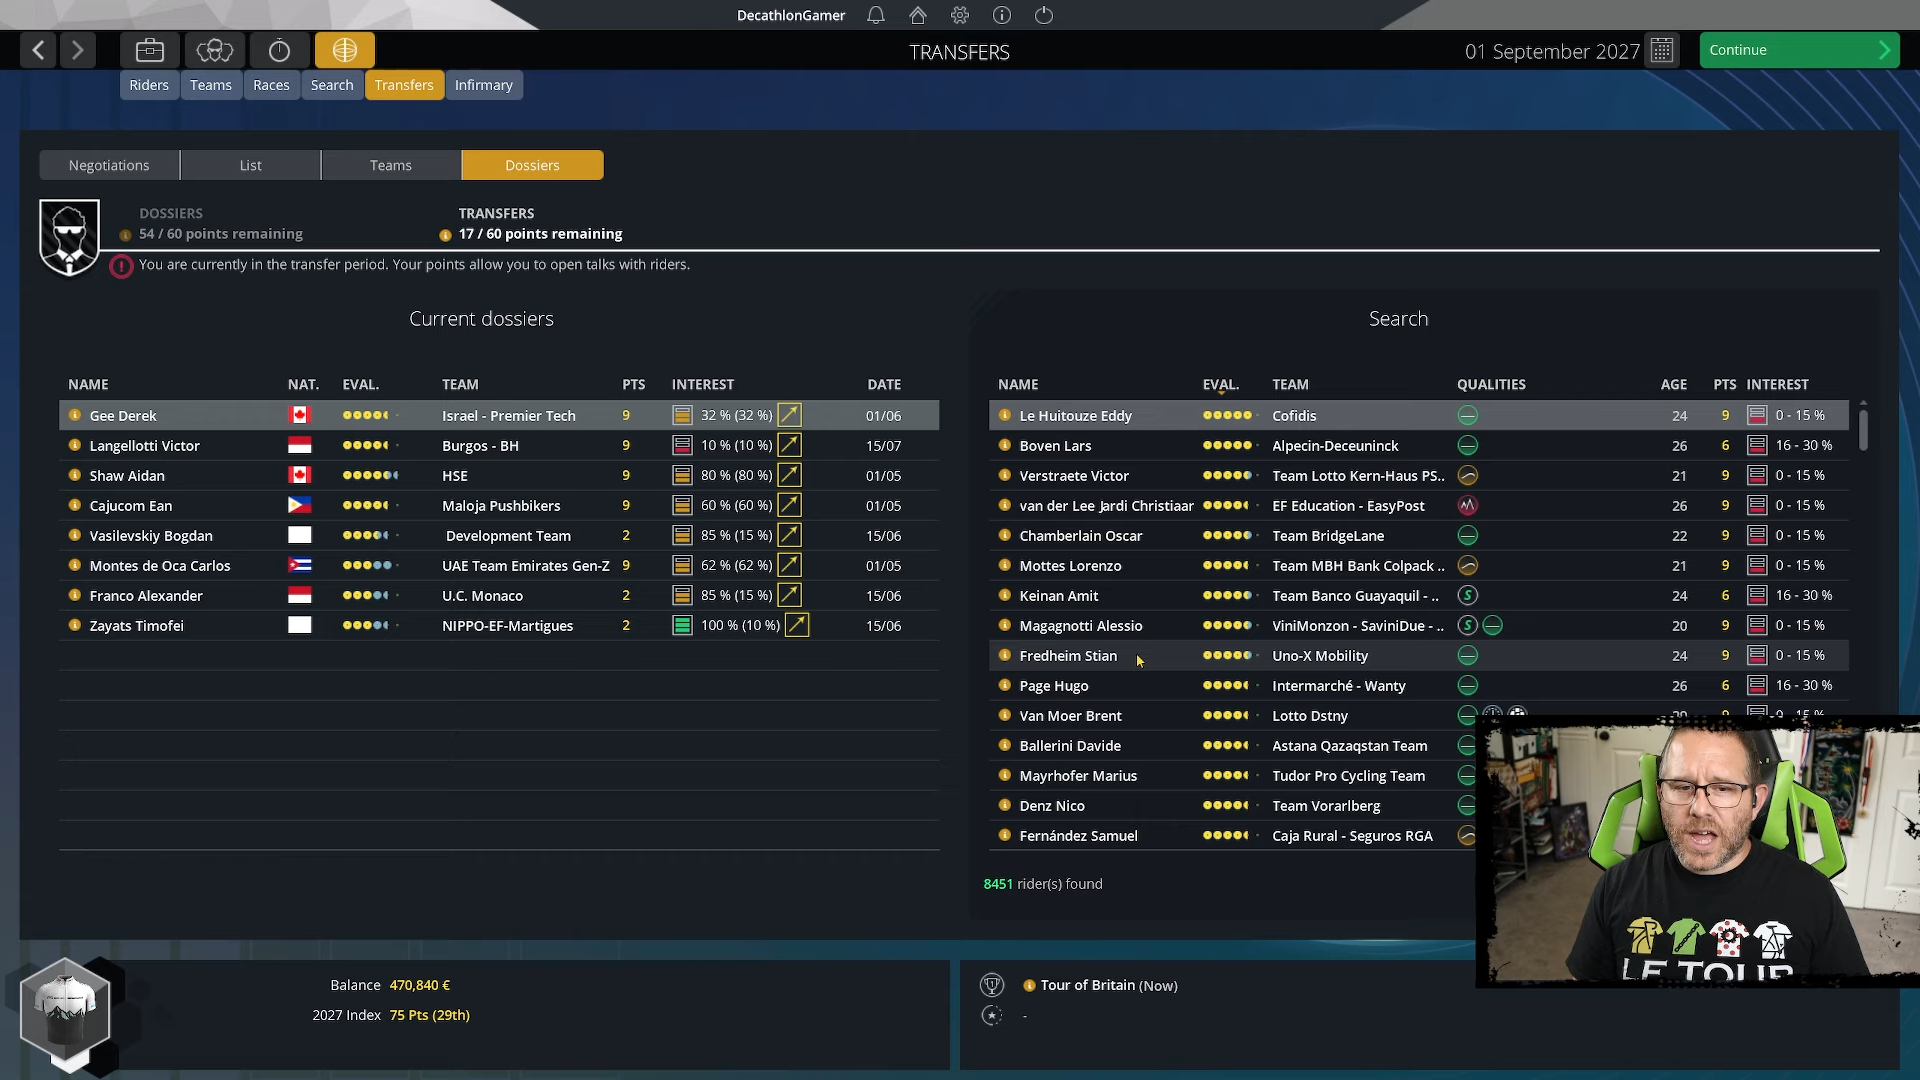 DecathlonGamer
TRANSFERS
01 September 2027
Continue
Riders Teams Races Search Transfers Infirmary
Negotiations List Teams Dossiers
DOSSIERS
54 / 60 points remaining
TRANSFERS
17 / 60 points remaining
You are currently in the transfer period. Your points allow you to open talks with riders.
Current dossiers
NAME NAT. EVAL. TEAM PTS INTEREST DATE
Gee Derek Israel - Premier Tech 9 32 % (32 %) 01/06
Langellotti Victor Burgos - BH 9 10 % (10 %) 15/07
Shaw Aidan HSE 9 80 % (80 %) 01/05
Cajucom Ean Maloja Pushbikers 9 60 % (60 %) 01/05
Vasilevskiy Bogdan Development Team 2 85 % (15 %) 15/06
Montes de Oca Carlos UAE Team Emirates Gen-Z 9 62 % (62 %) 01/05
Franco Alexander U.C. Monaco 2 85 % (15 %) 15/06
Zayats Timofei NIPPO-EF-Martigues 2 100 % (10 %) 15/06
Search
NAME EVAL. TEAM QUALITIES AGE PTS INTEREST
Le Huitouze Eddy Cofidis 24 9 0 - 15 %
Boven Lars Alpecin-Deceuninck 26 6 16 - 30 %
Verstraete Victor Team Lotto Kern-Haus PS.. 21 9 0 - 15 %
van der Lee Jardi Christiaan EF Education - EasyPost 26 9 0 - 15 %
Chamberlain Oscar Team BridgeLane 22 9 0 - 15 %
Mottes Lorenzo Team MBH Bank Colpack .. 21 9 0 - 15 %
Keinan Amit Team Banco Guayaquil - .. S 24 6 16 - 30 %
Magagnotti Alessio ViniMonzon - SaviniDue - .. S 20 9 0 - 15 %
Fredheim Stian Uno-X Mobility 24 9 0 - 15 %
Page Hugo Intermarché - Wanty 26 6 16 - 30 %
Van Moer Brent Lotto Dstny
Ballerini Davide Astana Qazaqstan Team
Mayrhofer Marius Tudor Pro Cycling Team
Denz Nico Team Vorarlberg
Fernández Samuel Caja Rural - Seguros RGA
8451 rider(s) found
LE TOUR
Balance 470,840 €
2027 Index 75 Pts (29th)
Tour of Britain (Now)
-